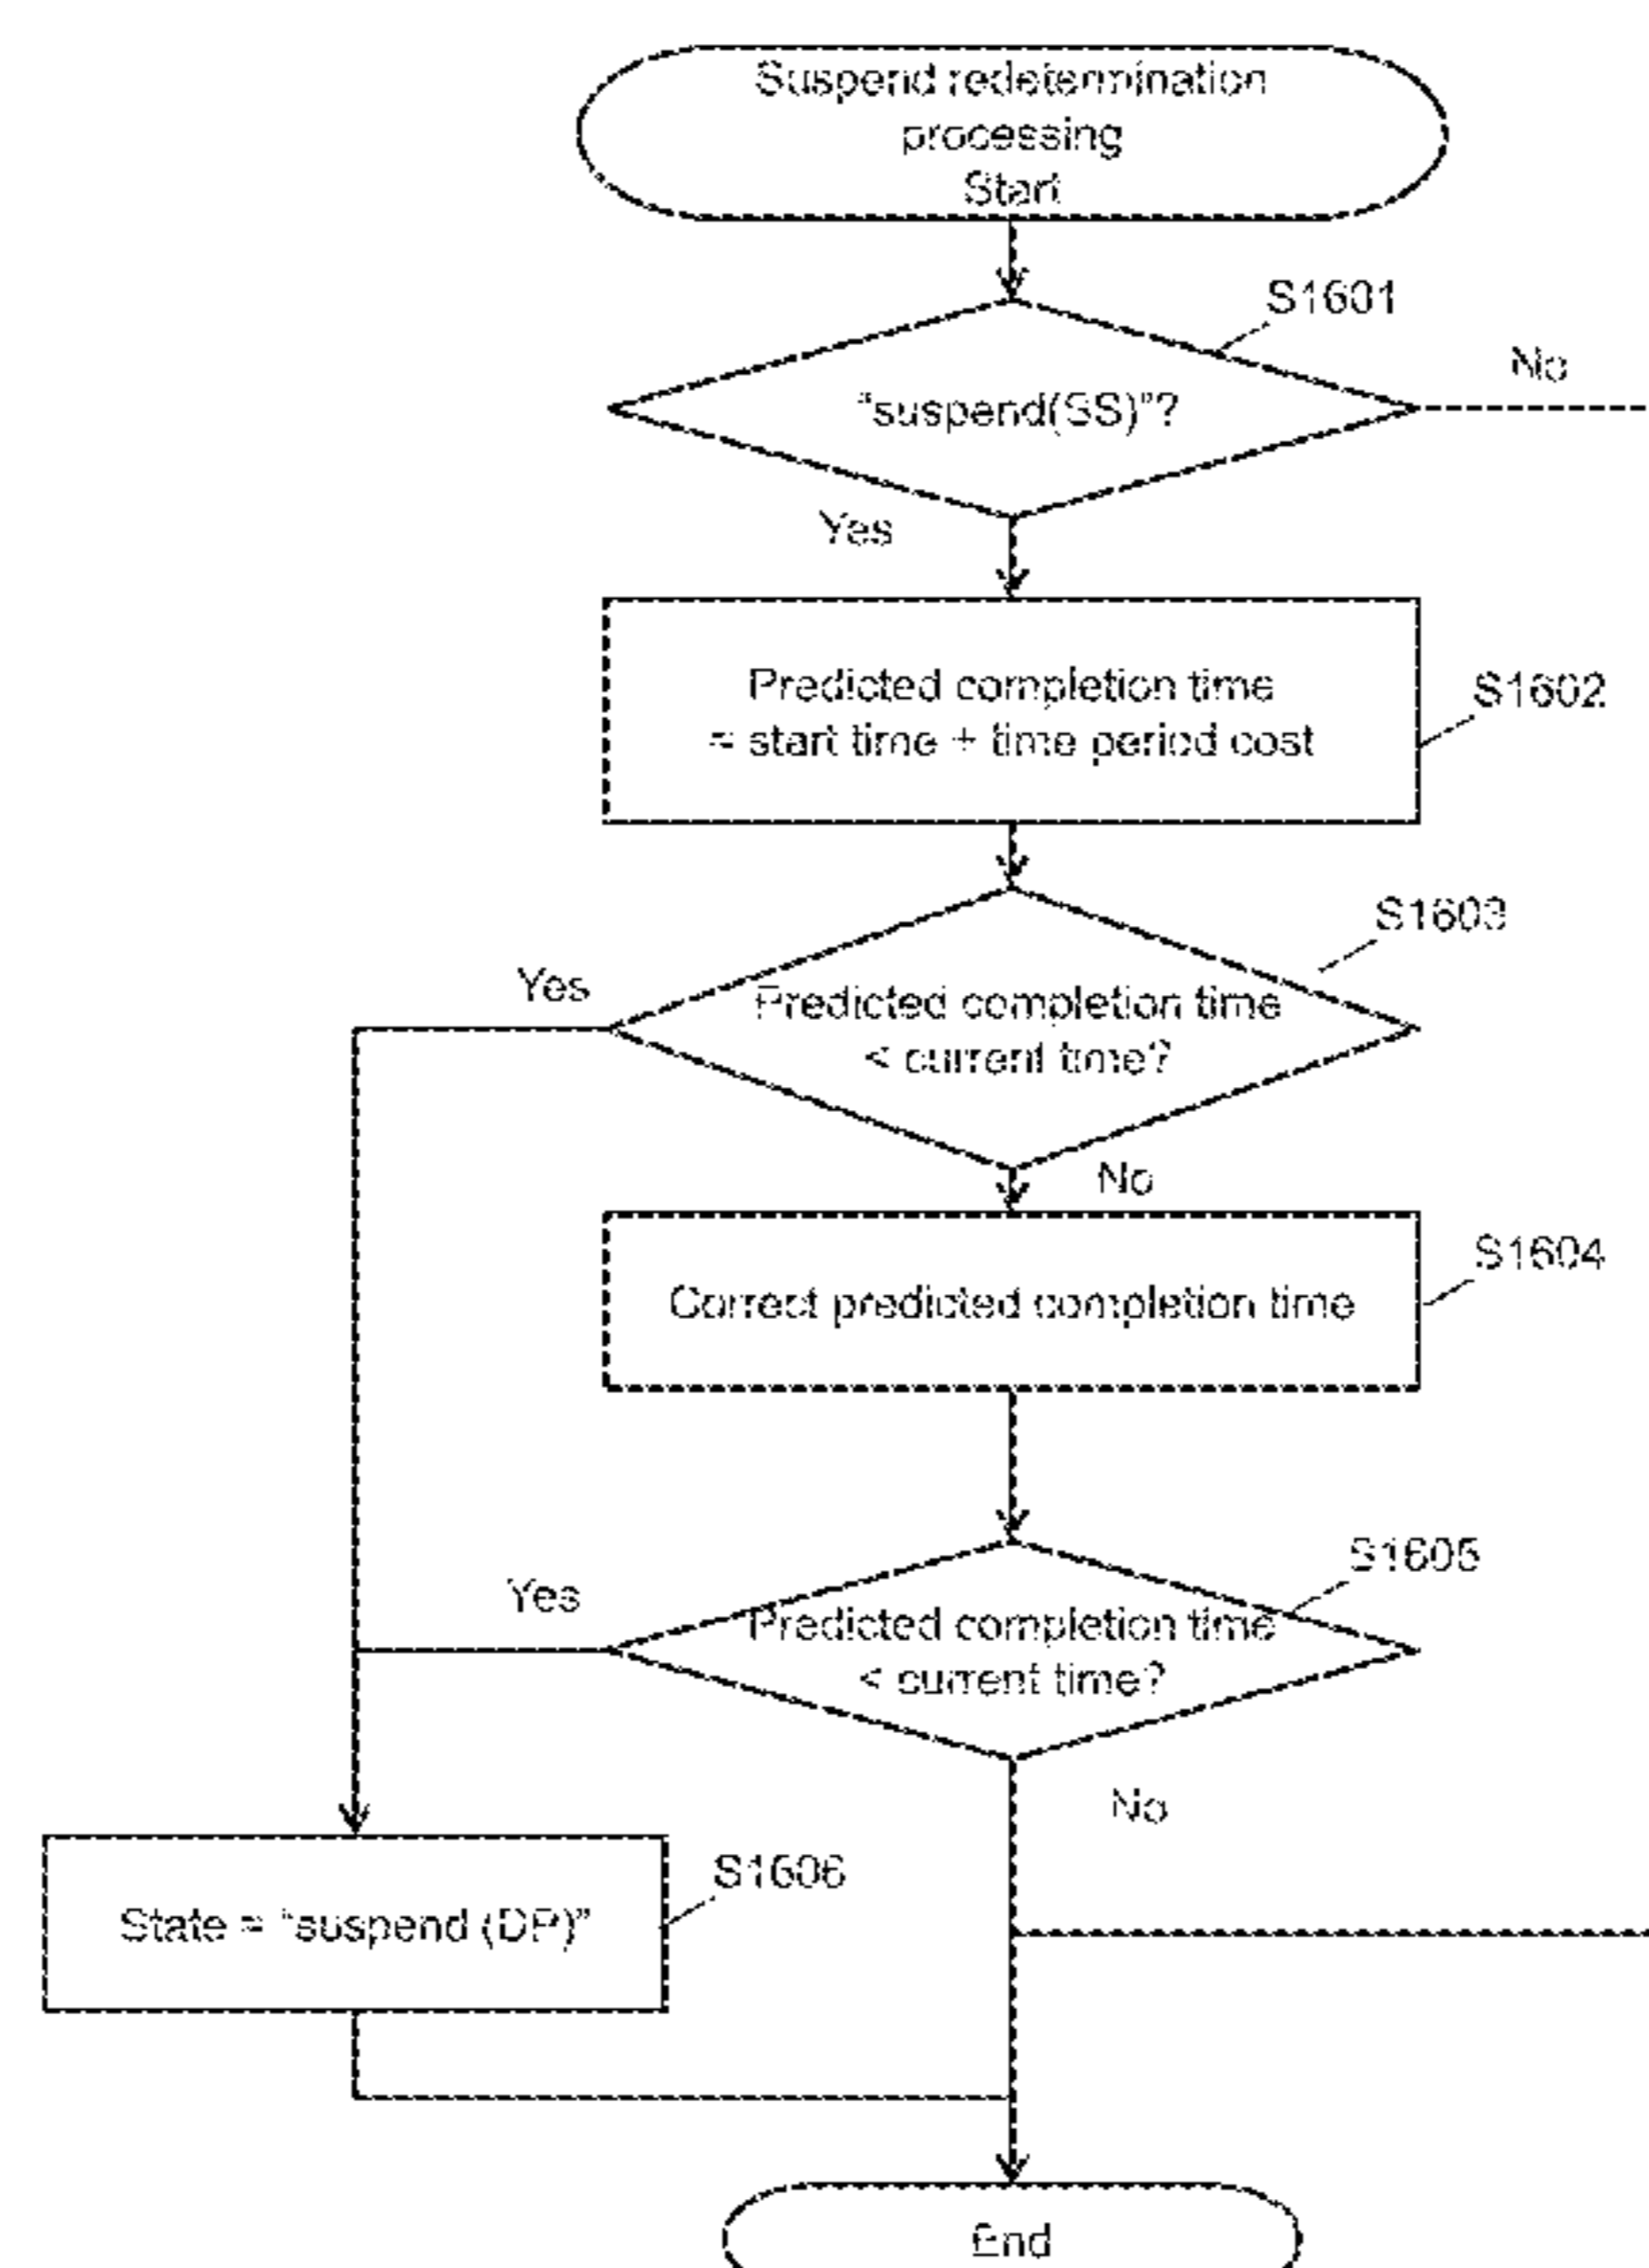 Suspend redetermination
processing
Start
S1601
No
"suspend(SS)"?
Yes
Predicted completion time
= start time + time period cost
S1602
S1603
Yes
Predicted completion time
< current time?
No
S1604
Correct predicted completion time
S1605
Yes
Predicted completion time
< current time?
No
S1606
State = "suspend (DP)"
End